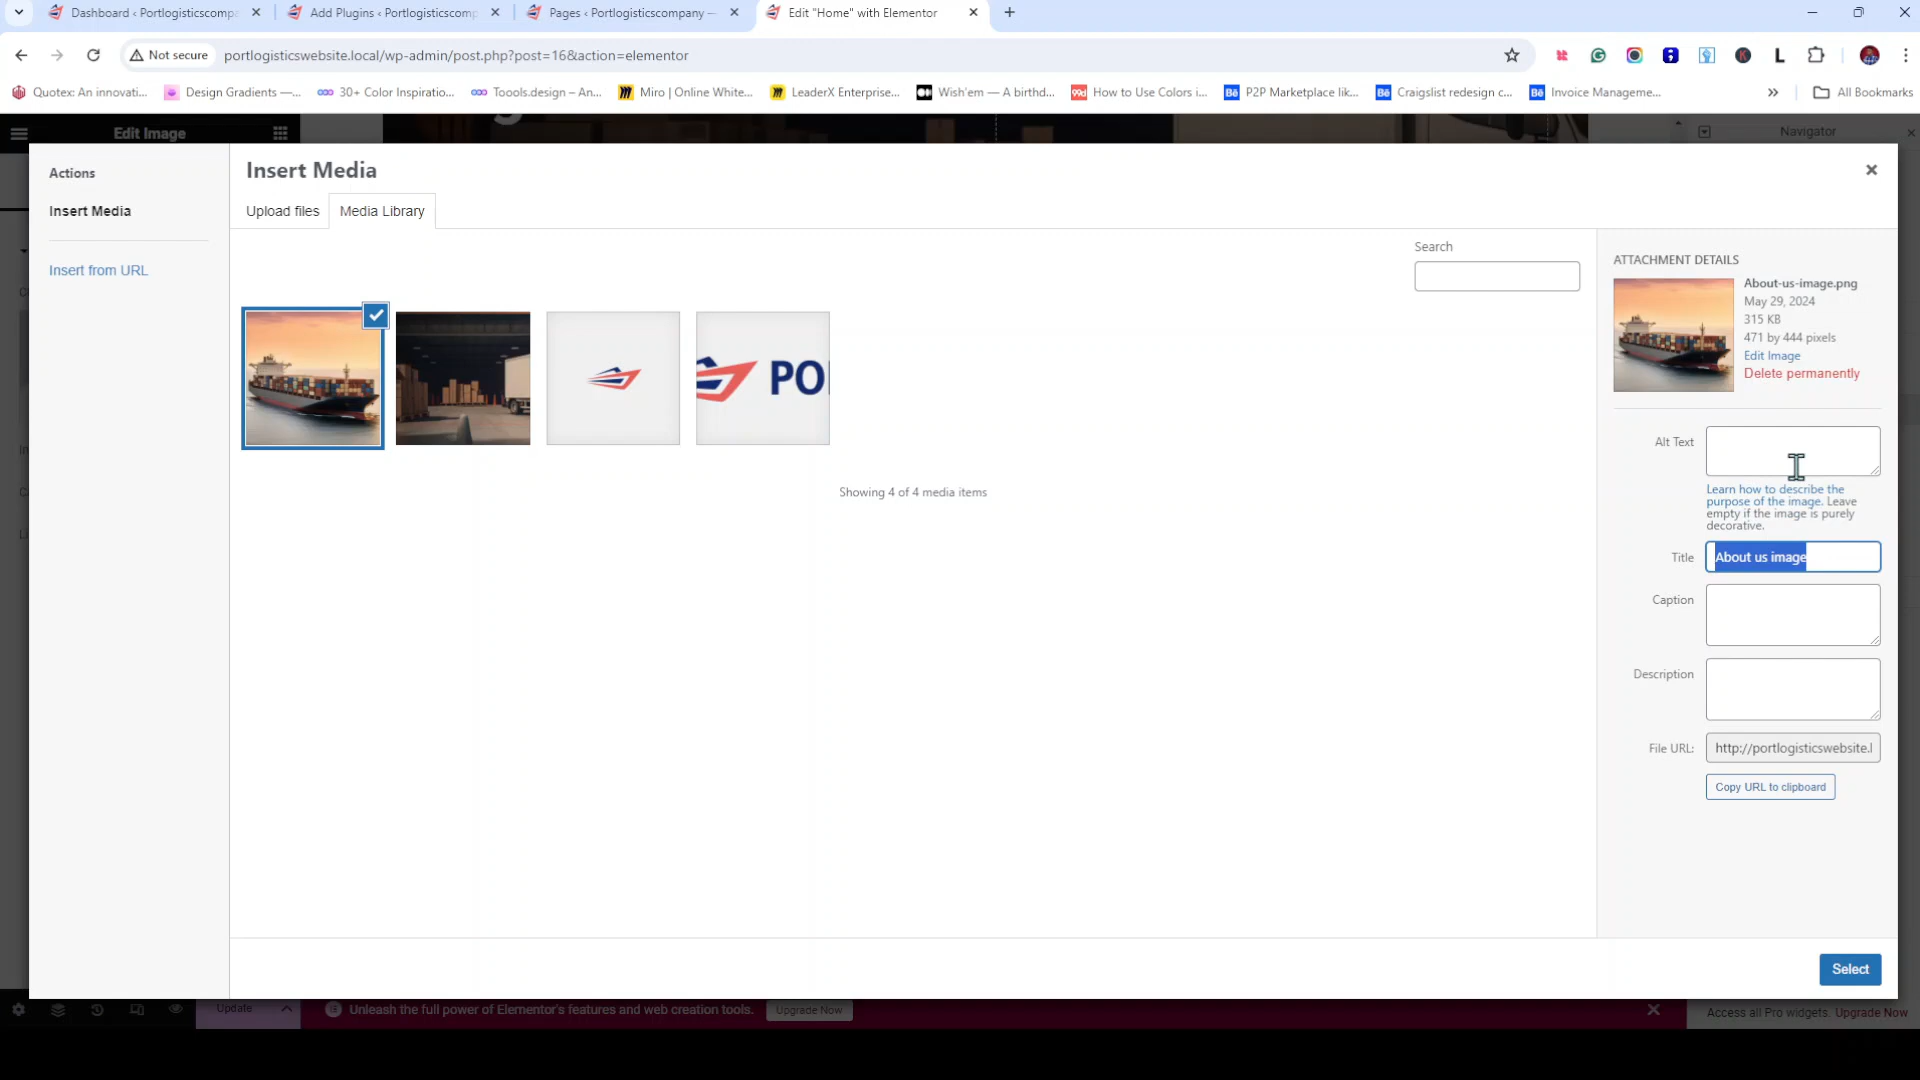 Dashboard ‹ Portlogisticscompa
Add Plugins ‹ Portlogisticscomp
Pages ‹ Portlogisticscompany —
Edit "Home" with Elementor
Not secure
portlogisticswebsite.local/wp-admin/post.php?post=16&action=elementor
Quotex: An innovati...
Design Gradients —...
30+ Color Inspiratio...
Toools.design – An...
Miro | Online White...
LeaderX Enterprise...
Wish'em — A birthd...
How to Use Colors i...
P2P Marketplace lik...
Craigslist redesign c...
Invoice Manageme...
All Bookmarks
Edit Image
Navigator
Actions
Insert Media
Insert from URL
Insert Media
Upload files
Media Library
Search
PO
Showing 4 of 4 media items
ATTACHMENT DETAILS
About-us-image.png
May 29, 2024
315 KB
471 by 444 pixels
Edit Image
Delete permanently
Alt Text
Learn how to describe the
purpose of the image. Leave
empty if the image is purely
decorative.
Title
About us image
Caption
Description
File URL:
http://portlogisticswebsite.l
Copy URL to clipboard
Select
Update
Unleash the full power of Elementor's features and web creation tools.
Upgrade Now
Access all Pro widgets. Upgrade Now